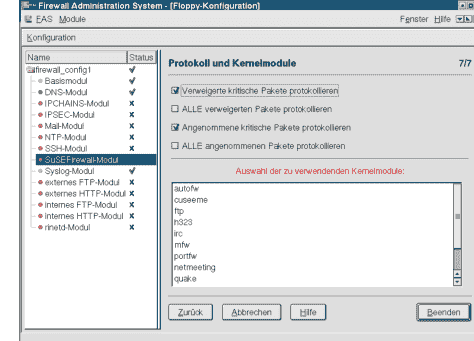 Firewall Administration System - [Floppy-Konfiguration]
EAS Module Fenster Hilfe
Konfiguration
Name Status
firewall_config1
Basismodul
DNS-Modul
IPCHAINS-Modul
IPSEC-Modul
Mail-Modul
NTP-Modul
SSH-Modul
SuSEFirewall-Modul
Syslog-Modul
externes FTP-Modul
externes HTTP-Modul
internes FTP-Modul
internes HTTP-Modul
rinetd-Modul
Protokoll und Kernelmodule 7/7
Verweigerte kritische Pakete protokollieren
ALLE verweigerten Pakete protokollieren
Angenommene kritische Pakete protokollieren
ALLE angenommenen Pakete protokollieren
Auswahl der zu verwendenden Kernelmodule:
autofw
cuseeme
ftp
h323
irc
mfw
portfw
netmeeting
quake
Zurück Abbrechen Hilfe Beenden